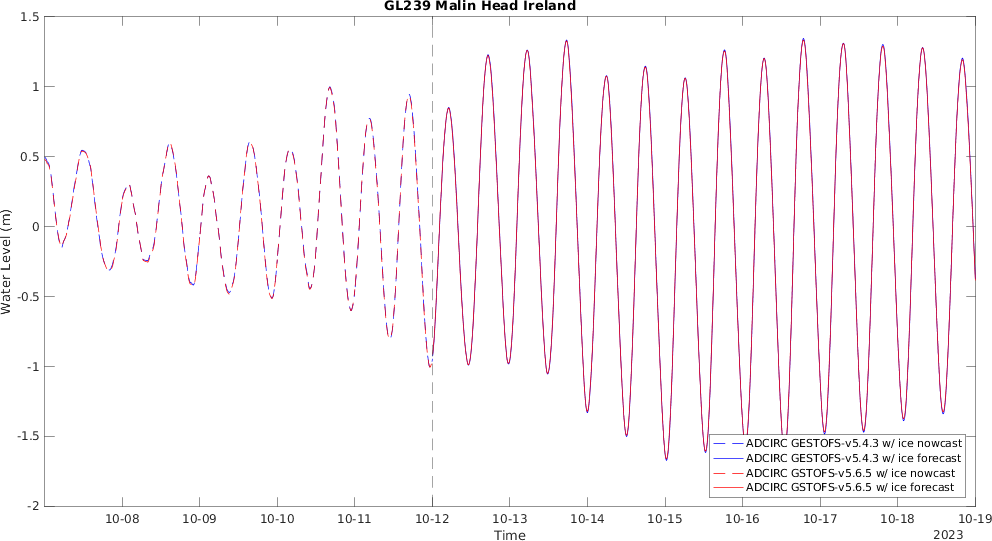 GL239 Malin Head Ireland
1.5
1
0.5
0
-0.5
-1
-1.5
-2
Water Level (m)
ADCIRC GESTOFS-v5.4.3 w/ ice nowcast
ADCIRC GESTOFS-v5.4.3 w/ ice forecast
ADCIRC GSTOFS-v5.6.5 w/ ice nowcast
ADCIRC GSTOFS-v5.6.5 w/ ice forecast
10-08 10-09 10-10 10-11 10-12 10-13 10-14 10-15 10-16 10-17 10-18 10-19
Time
2023